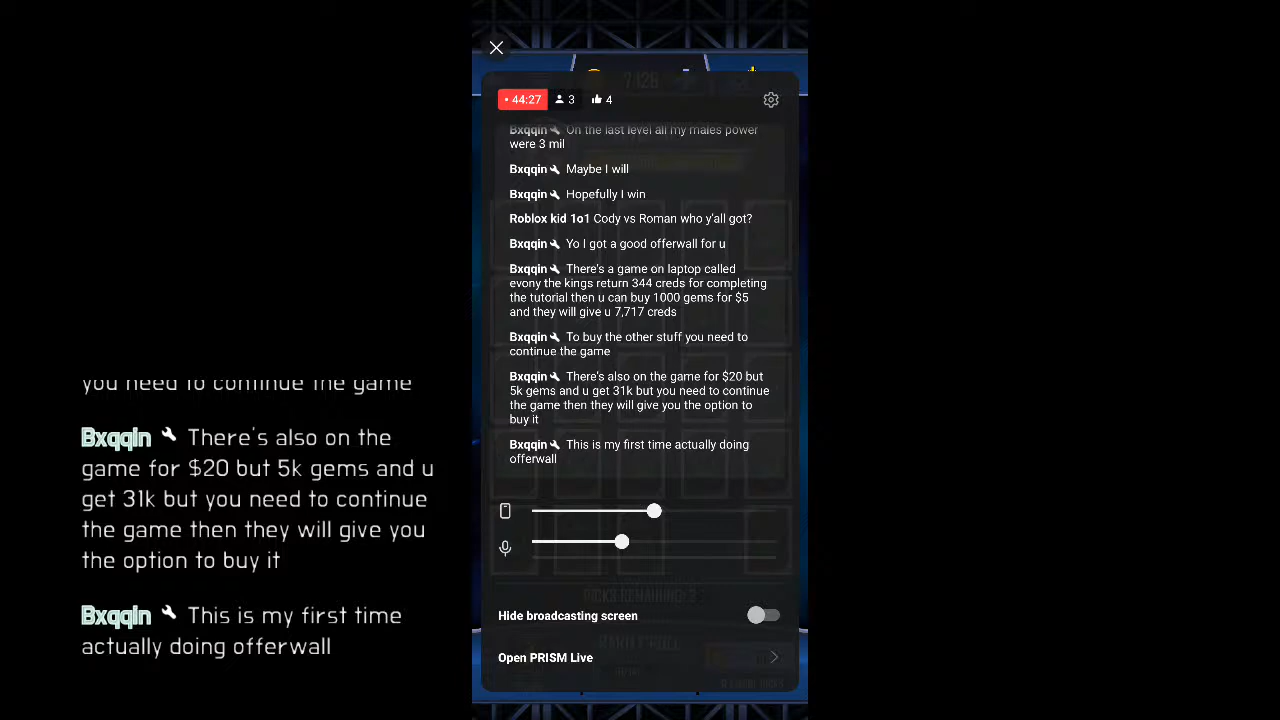 7,126
44:27
3
4
Bxqqin On the last level all my males power
were 3 mil
Bxqqin Maybe I will
Bxqqin Hopefully I win
Roblox kid 1o1 Cody vs Roman who y'all got?
Bxqqin Yo I got a good offerwall for u
Bxqqin There's a game on laptop called
evony the kings return 344 creds for completing
the tutorial then u can buy 1000 gems for $5
and they will give u 7,717 creds
Bxqqin To buy the other stuff you need to
continue the game
Bxqqin There's also on the game for $20 but
5k gems and u get 31k but you need to continue
the game then they will give you the option to
buy it
Bxqqin This is my first time actually doing
offerwall
Hide broadcasting screen
Open PRISM Live
you need to continue the game
Bxqqin There's also on the
game for $20 but 5k gems and u
get 31k but you need to continue
the game then they will give you
the option to buy it
Bxqqin This is my first time
actually doing offerwall